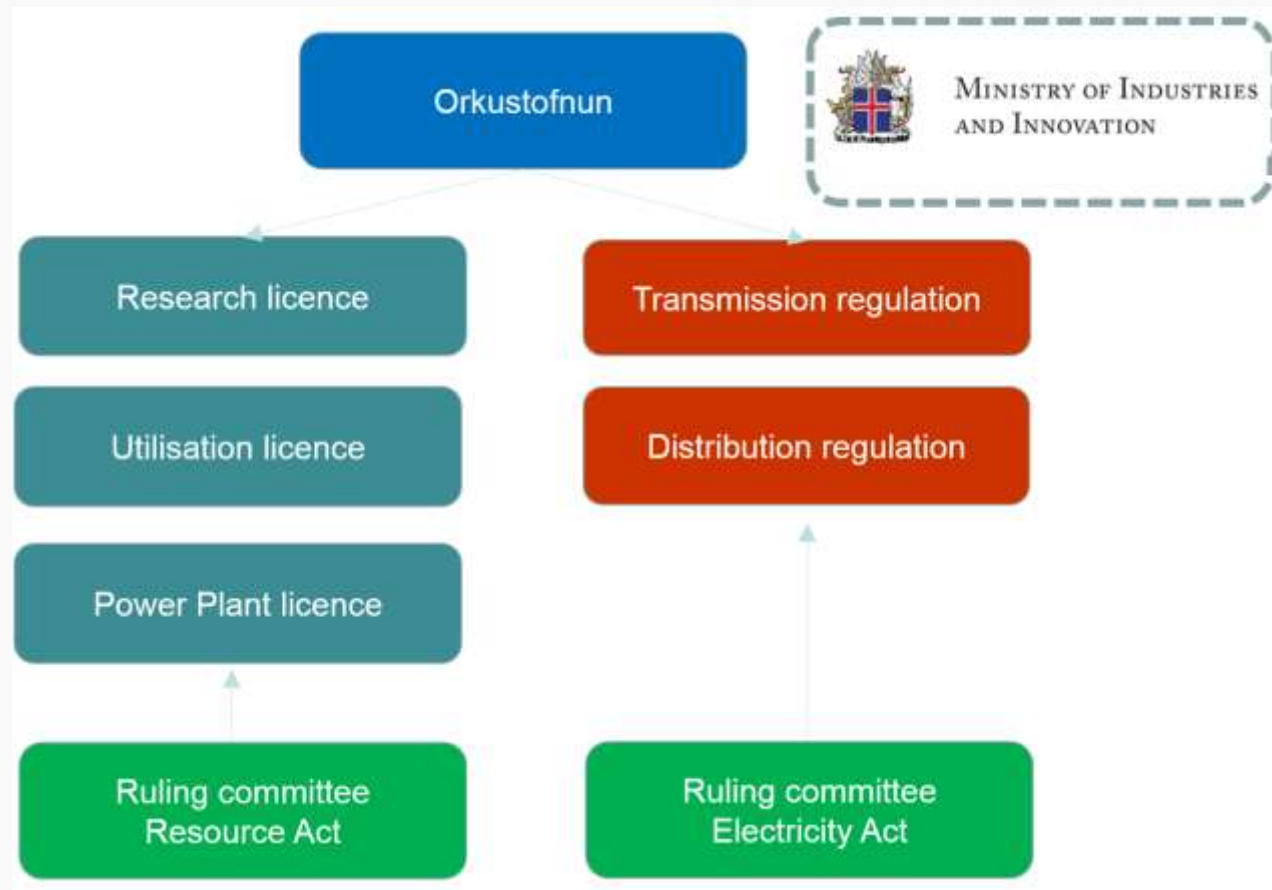 Orkustofnun
MINISTRY OF INDUSTRIES
AND INNOVATION
Research licence
Transmission regulation
Utilisation licence
Distribution regulation
Power Plant licence
Ruling committee
Resource Act
Ruling committee
Electricity Act